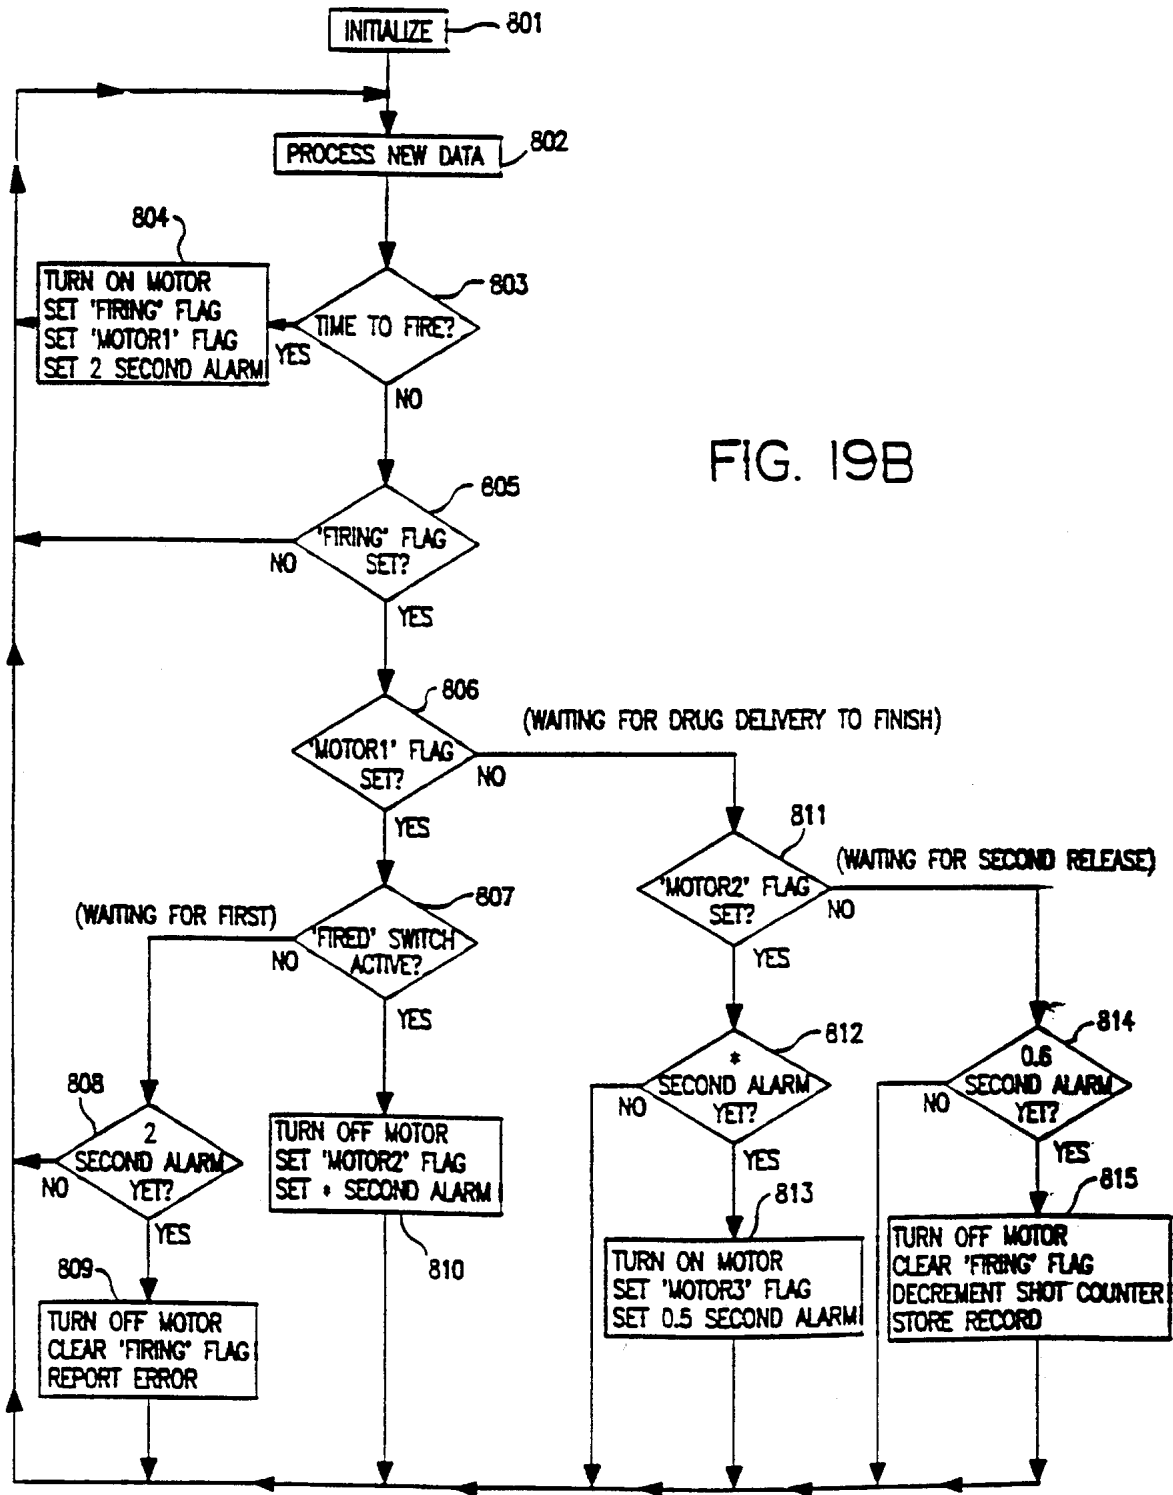 INITIALIZE
801
PROCESS NEW DATA
802
804
TURN ON MOTOR
SET 'FIRING' FLAG
SET 'MOTOR1' FLAG
SET 2 SECOND ALARM
803
TIME TO FIRE?
YES
NO
FIG. 19B
805
'FIRING' FLAG
SET?
NO
YES
806
'MOTOR1' FLAG
SET?
NO
YES
(WAITING FOR DRUG DELIVERY TO FINISH)
811
'MOTOR2' FLAG
SET?
NO
YES
(WAITING FOR SECOND RELEASE)
807
(WAITING FOR FIRST)
'FIRED' SWITCH
ACTIVE?
NO
YES
808
2
SECOND ALARM
YET?
NO
YES
809
TURN OFF MOTOR
CLEAR 'FIRING' FLAG
REPORT ERROR
TURN OFF MOTOR
SET 'MOTOR2' FLAG
SET * SECOND ALARM
810
812
*
SECOND ALARM
YET?
NO
YES
813
TURN ON MOTOR
SET 'MOTOR3' FLAG
SET 0.5 SECOND ALARM
814
0.6
SECOND ALARM
YET?
NO
YES
815
TURN OFF MOTOR
CLEAR 'FIRING' FLAG
DECREMENT SHOT COUNTER
STORE RECORD